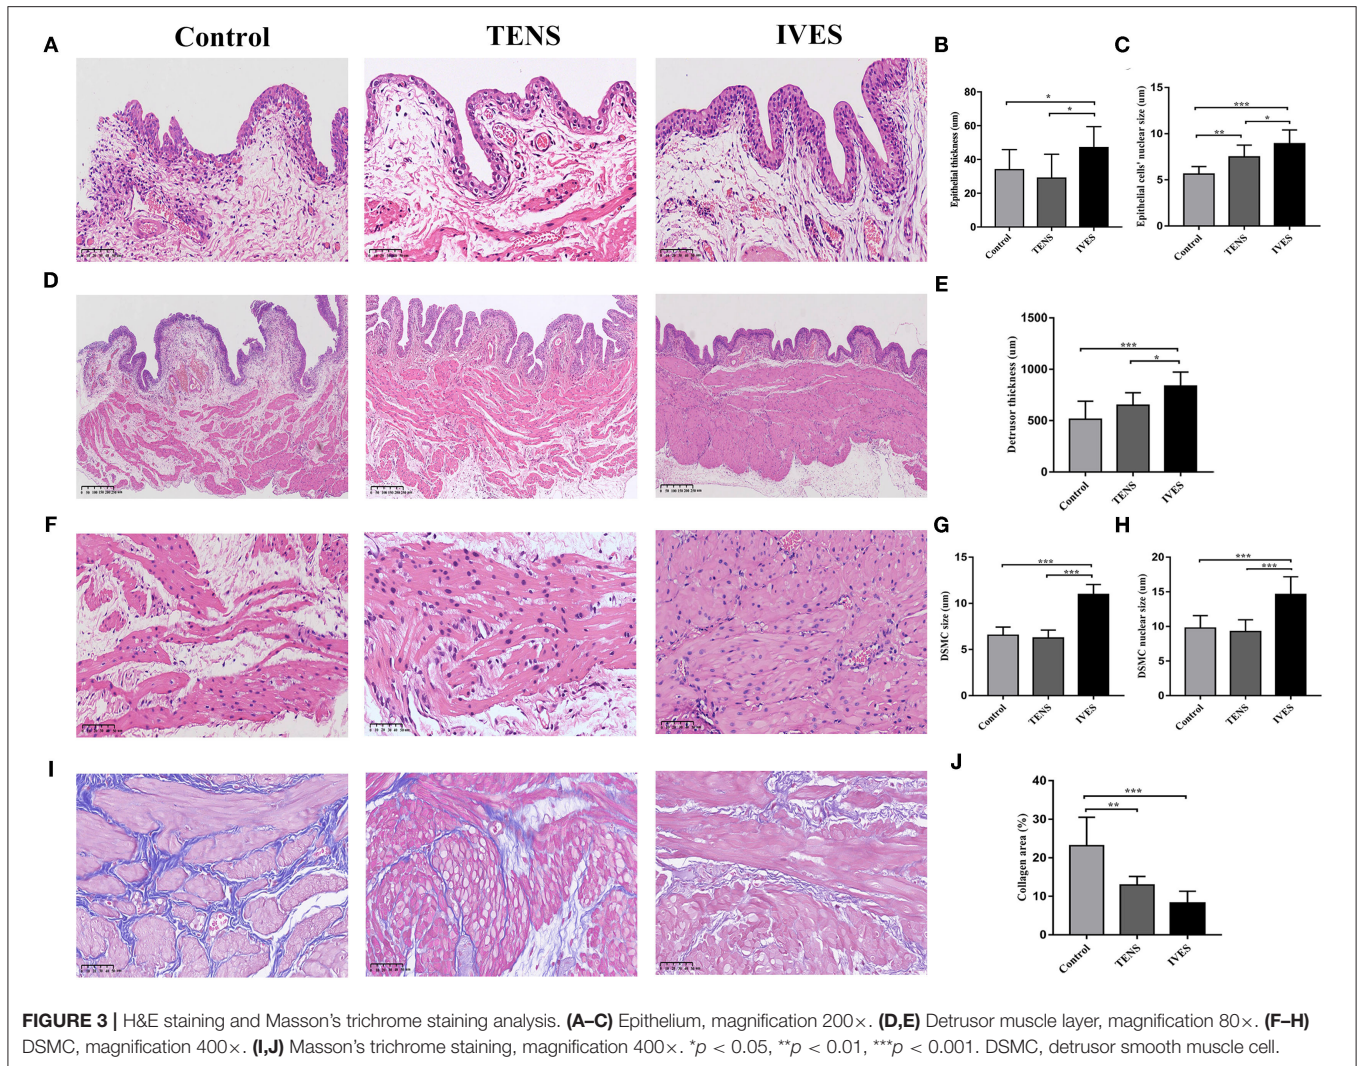 Control TENS IVES
A
B
Epithelial thickness (um)
80
60
40
20
0
* *
Control TENS IVES
C
Epithelial cells' nuclear size (um)
15
10
5
0
*** ** *
Control TENS IVES
D
E
Detrusor thickness (um)
1500
1000
500
0
*** *
Control TENS IVES
F
G
DSMC size (um)
15
10
5
0
*** ***
Control TENS IVES
H
DSMC nuclear size (um)
20
15
10
5
0
*** ***
Control TENS IVES
I
J
Collagen area (%)
40
30
20
10
0
*** **
Control TENS IVES
FIGURE 3 | H&E staining and Masson's trichrome staining analysis. (A–C) Epithelium, magnification 200×. (D,E) Detrusor muscle layer, magnification 80×. (F–H)
DSMC, magnification 400×. (I,J) Masson's trichrome staining, magnification 400×. *p < 0.05, **p < 0.01, ***p < 0.001. DSMC, detrusor smooth muscle cell.